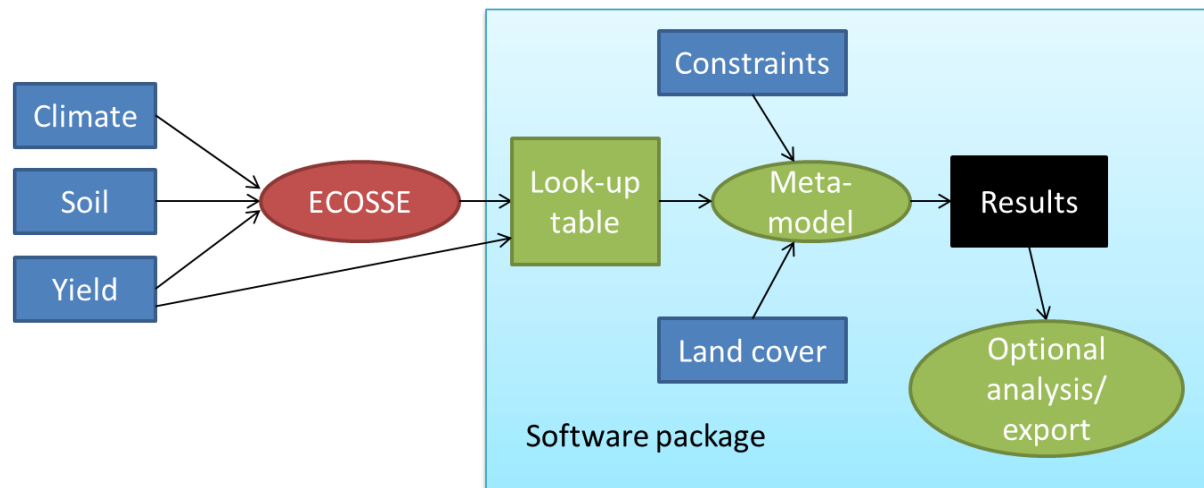 Climate
Soil
Yield
ECOSSE
Look-up
table
Constraints
Meta-
model
Land cover
Results
Optional
analysis/
export
Software package